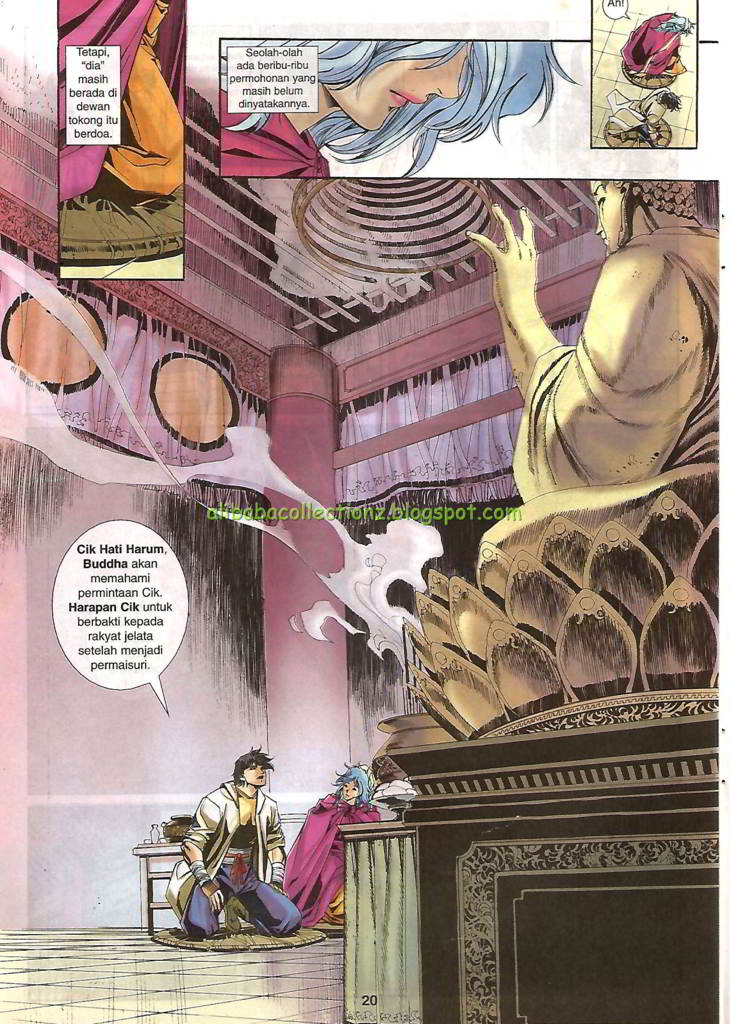 Tetapi,
"dia"
masih
berada di
dewan
tokong itu
berdoa.
Seolah-olah
ada beribu-ribu
permohonan yang
masih belum
dinyatakannya.
Ah!
alibabacollectionz.blogspot.com
Cik Hati Harum,
Buddha akan
memahami
permintaan Cik.
Harapan Cik untuk
berbakti kepada
rakyat jelata
setelah menjadi
permaisuri.
20